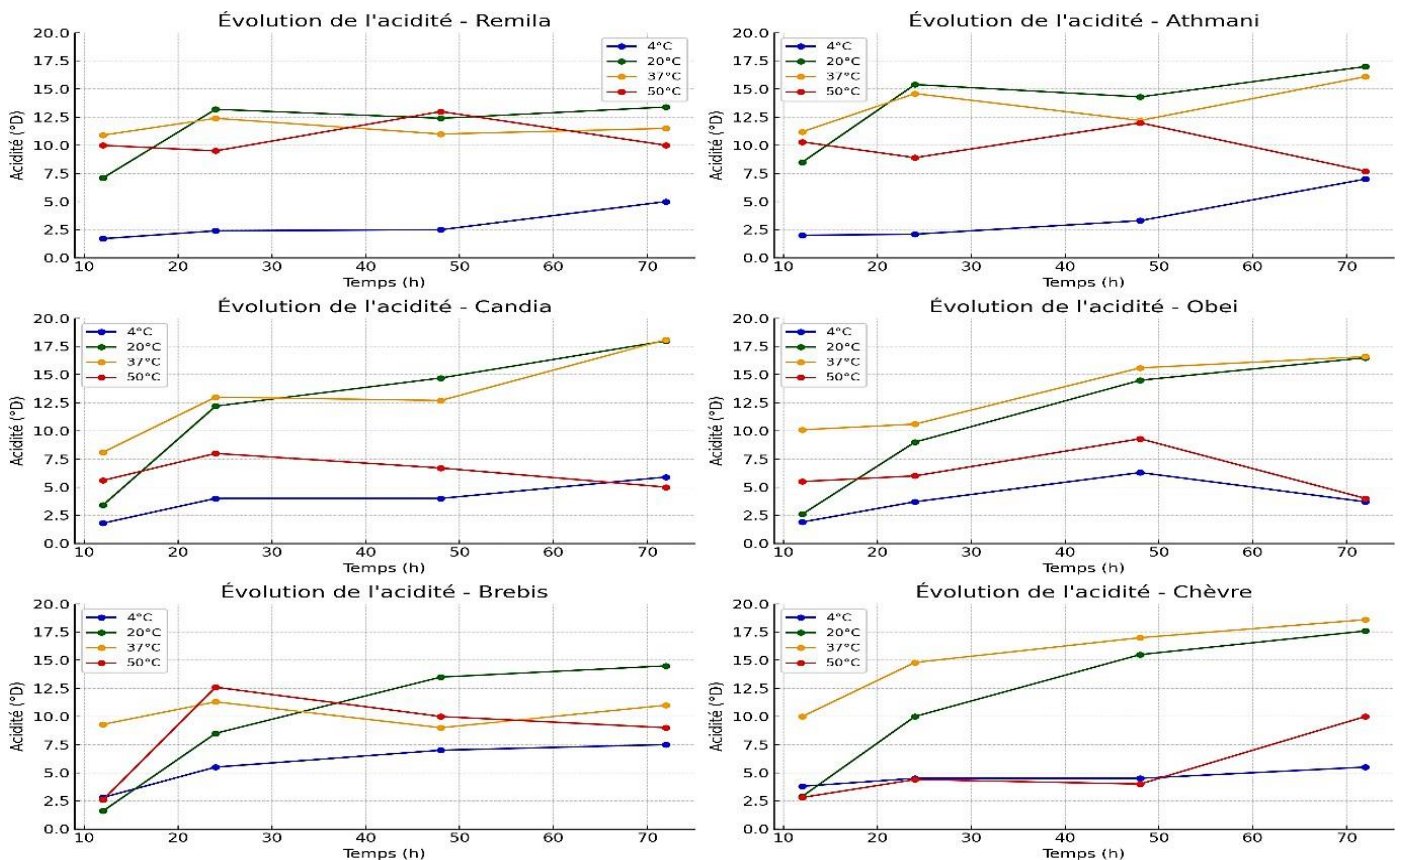 Évolution de l'acidité - Remila
20.0
17.5
15.0
12.5
10.0
7.5
5.0
2.5
0.0
Acidité (°D)
4°C
20°C
37°C
50°C
10 20 30 40 50 60 70
Temps (h)
Évolution de l'acidité - Athmani
20.0
17.5
15.0
12.5
10.0
7.5
5.0
2.5
0.0
Acidité (°D)
4°C
20°C
37°C
50°C
10 20 30 40 50 60 70
Temps (h)
Évolution de l'acidité - Candia
20.0
17.5
15.0
12.5
10.0
7.5
5.0
2.5
0.0
Acidité (°D)
4°C
20°C
37°C
50°C
10 20 30 40 50 60 70
Temps (h)
Évolution de l'acidité - Obei
20.0
17.5
15.0
12.5
10.0
7.5
5.0
2.5
0.0
Acidité (°D)
4°C
20°C
37°C
50°C
10 20 30 40 50 60 70
Temps (h)
Évolution de l'acidité - Brebis
20.0
17.5
15.0
12.5
10.0
7.5
5.0
2.5
0.0
Acidité (°D)
4°C
20°C
37°C
50°C
10 20 30 40 50 60 70
Temps (h)
Évolution de l'acidité - Chèvre
20.0
17.5
15.0
12.5
10.0
7.5
5.0
2.5
0.0
Acidité (°D)
4°C
20°C
37°C
50°C
10 20 30 40 50 60 70
Temps (h)